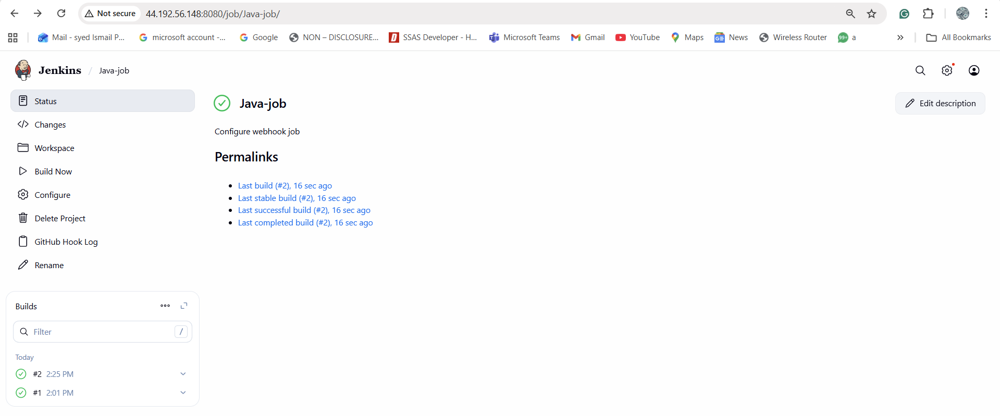 Not secure 44.192.56.148:8080/job/Java-job/
Mail - syed Ismail P... microsoft account -... Google NON – DISCLOSURE... SSAS Developer - H... Microsoft Teams Gmail YouTube Maps News Wireless Router 99+ a » All Bookmarks
Jenkins / Java-job
Status
Changes
Workspace
Build Now
Configure
Delete Project
GitHub Hook Log
Rename
Java-job
Edit description
Configure webhook job
Permalinks
• Last build (#2), 16 sec ago
• Last stable build (#2), 16 sec ago
• Last successful build (#2), 16 sec ago
• Last completed build (#2), 16 sec ago
Builds
Filter /
Today
#2 2:25 PM
#1 2:01 PM